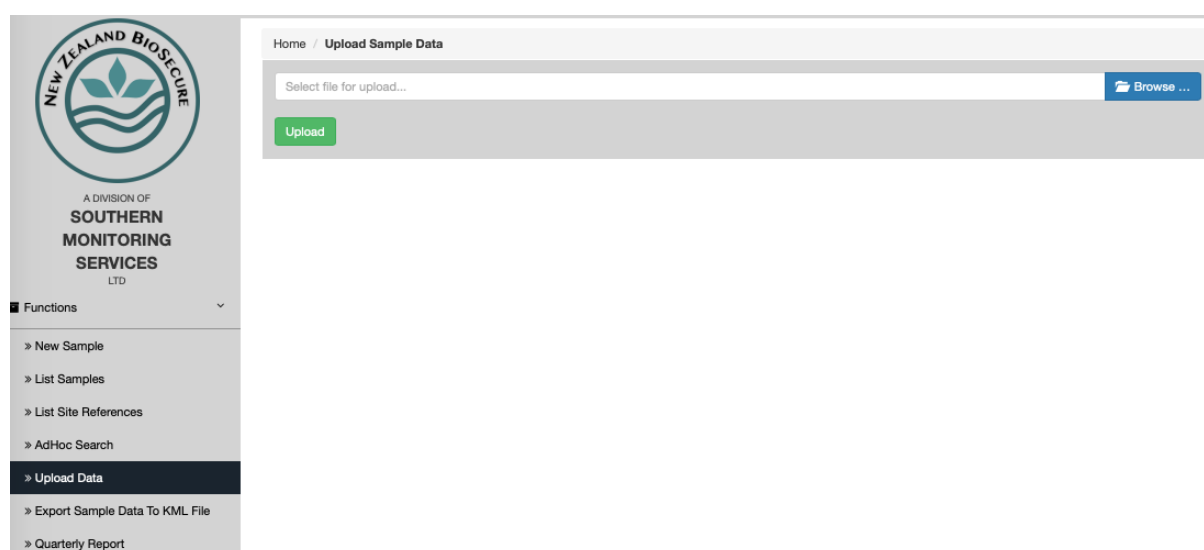 NEW ZEALAND BIOSECURE
A DIVISION OF
SOUTHERN
MONITORING
SERVICES
LTD
Functions
» New Sample
» List Samples
» List Site References
» AdHoc Search
» Upload Data
» Export Sample Data To KML File
» Quarterly Report
Home / Upload Sample Data
Select file for upload...
Browse ...
Upload